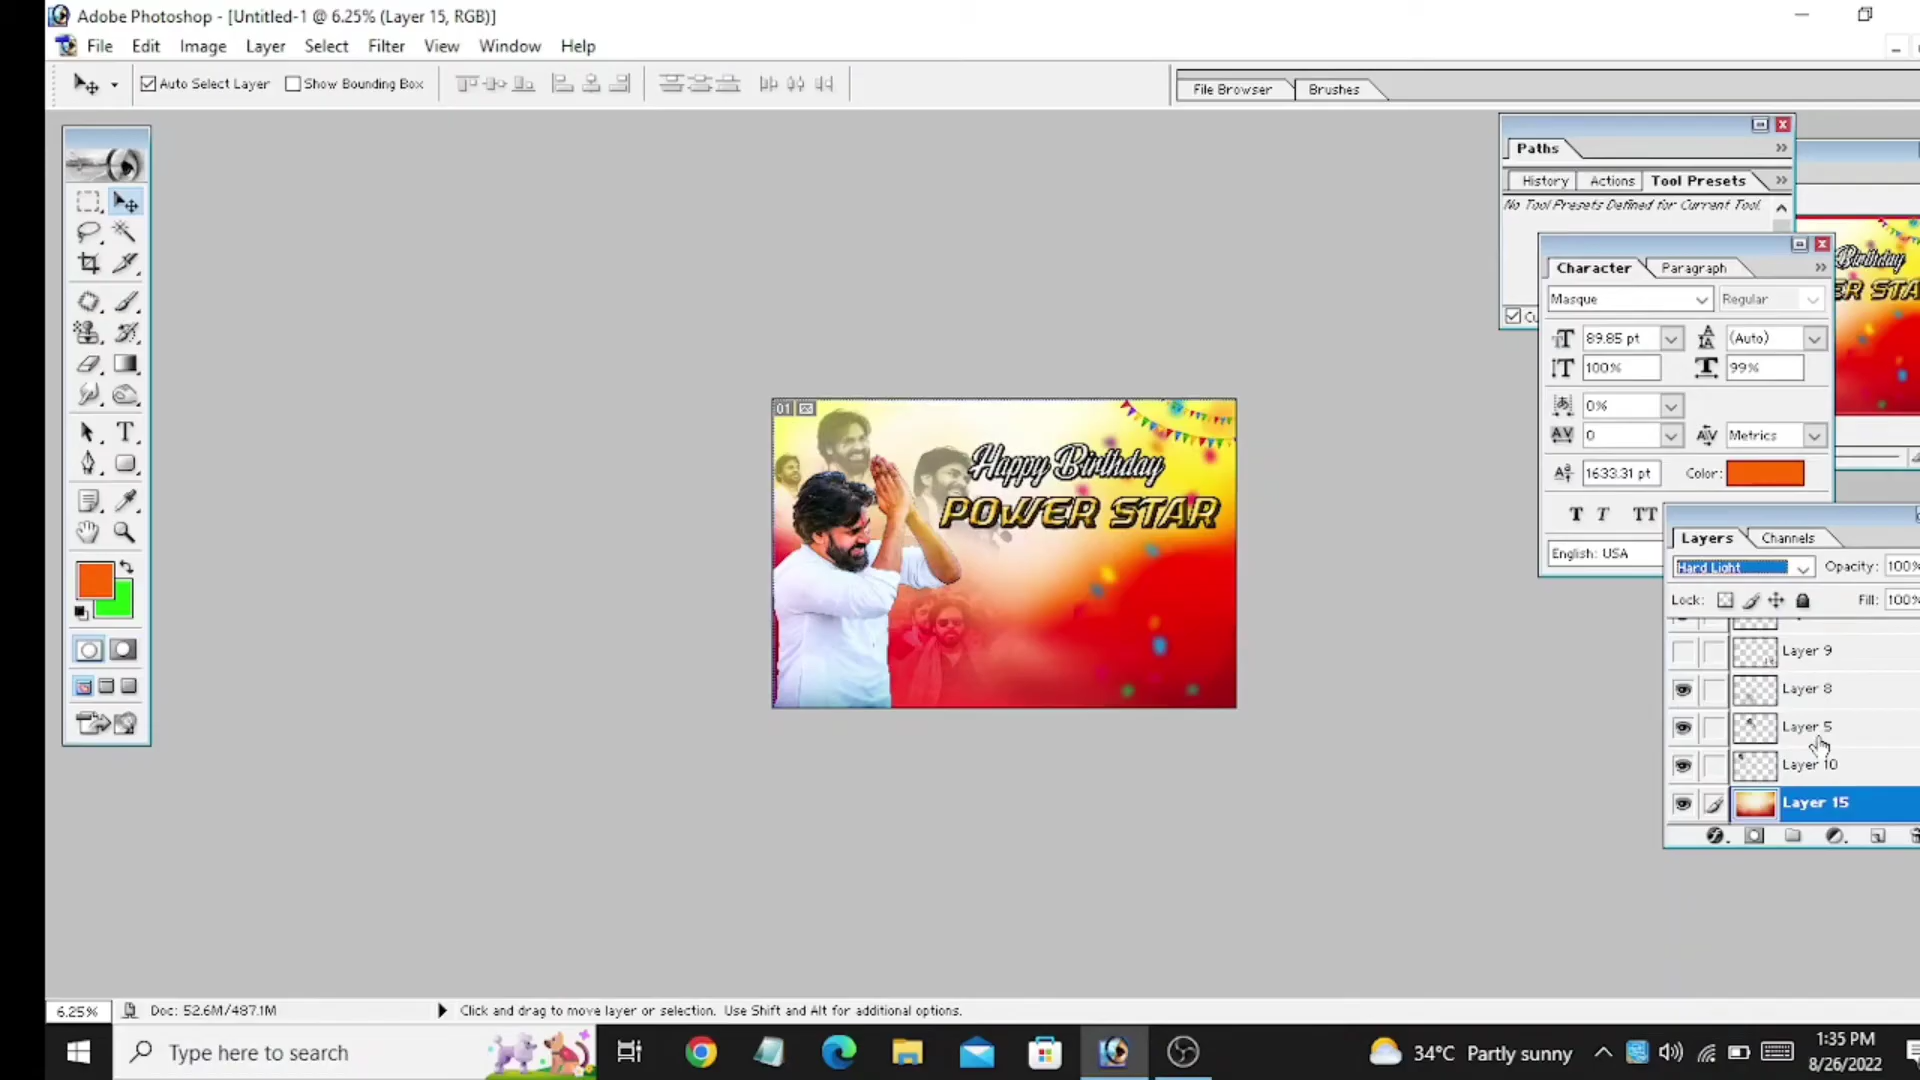 Adobe Photoshop - [Untitled-1 @ 6.25% (Layer 15, RGB)]
File Edit Image Layer Select Filter View Window Help
Auto Select Layer Show Bounding Box
File Browser Brushes
Paths
History Actions Tool Presets
No Tool Presets Defined for Current Tool.
Character Paragraph
Masque Regular
89.85 pt (Auto)
100% 99%
0%
0 Metrics
1633.31 pt Color:
T T TT
English: USA
01
Happy Birthday
POWER STAR
Birthday
ER STA
Layers Channels
Hard Light Opacity: 100%
Lock: Fill: 100%
Layer 9
Layer 8
Layer 5
Layer 10
Layer 15
6.25% Doc: 52.6M/487.1M Click and drag to move layer or selection. Use Shift and Alt for additional options.
Type here to search
34°C Partly sunny
1:35 PM
8/26/2022